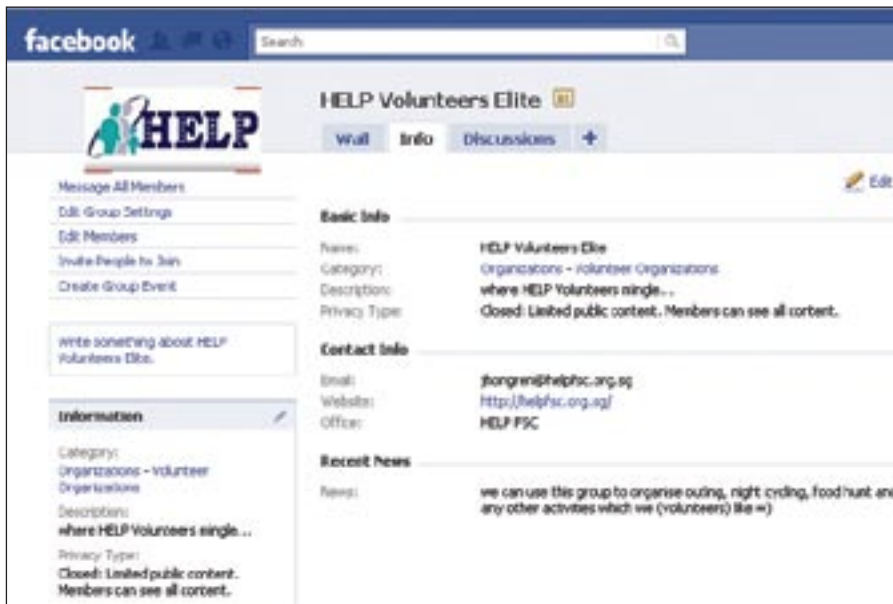 facebook
Search
HELP
HELP Volunteers Elite
Wall Info Discussions +
Edit
Message All Members
Edit Group Settings
Edit Members
Invite People to Join
Create Group Event
Write something about HELP
Volunteers Elite.
Information
Category:
Organizations - Volunteer
Organizations
Description:
where HELP Volunteers mingle...
Privacy Type:
Closed: Limited public content.
Members can see all content.
Basic Info
Name: HELP Volunteers Elite
Category: Organizations - Volunteer Organizations
Description: where HELP Volunteers mingle...
Privacy Type: Closed: Limited public content. Members can see all content.
Contact Info
Email:
Website: http://helpfsc.org.sg/
Office: HELP FSC
Recent News
News: we can use this group to organise outing, night cycling, food hunt and
any other activities which we (volunteers) like =)